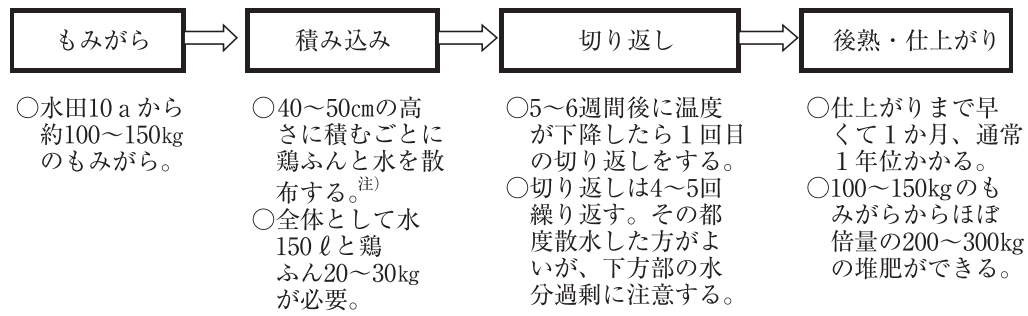 もみがら
○水田10ａから
約100～150㎏
のもみがら。
積み込み
○40～50㎝の高
さに積むごとに
鶏ふんと水を散
布する。注）
○全体として水
150ℓと鶏
ふん20～30㎏
が必要。
切り返し
○5～6週間後に温度
が下降したら１回目
の切り返しをする。
○切り返しは4～5回
繰り返す。その都
度散水した方がよ
いが、下方部の水
分過剰に注意する。
後熟・仕上がり
○仕上がりまで早
くて１か月、通常
１年位かかる。
○100～150㎏のも
みがらからほぼ
倍量の200～300㎏
の堆肥ができる。